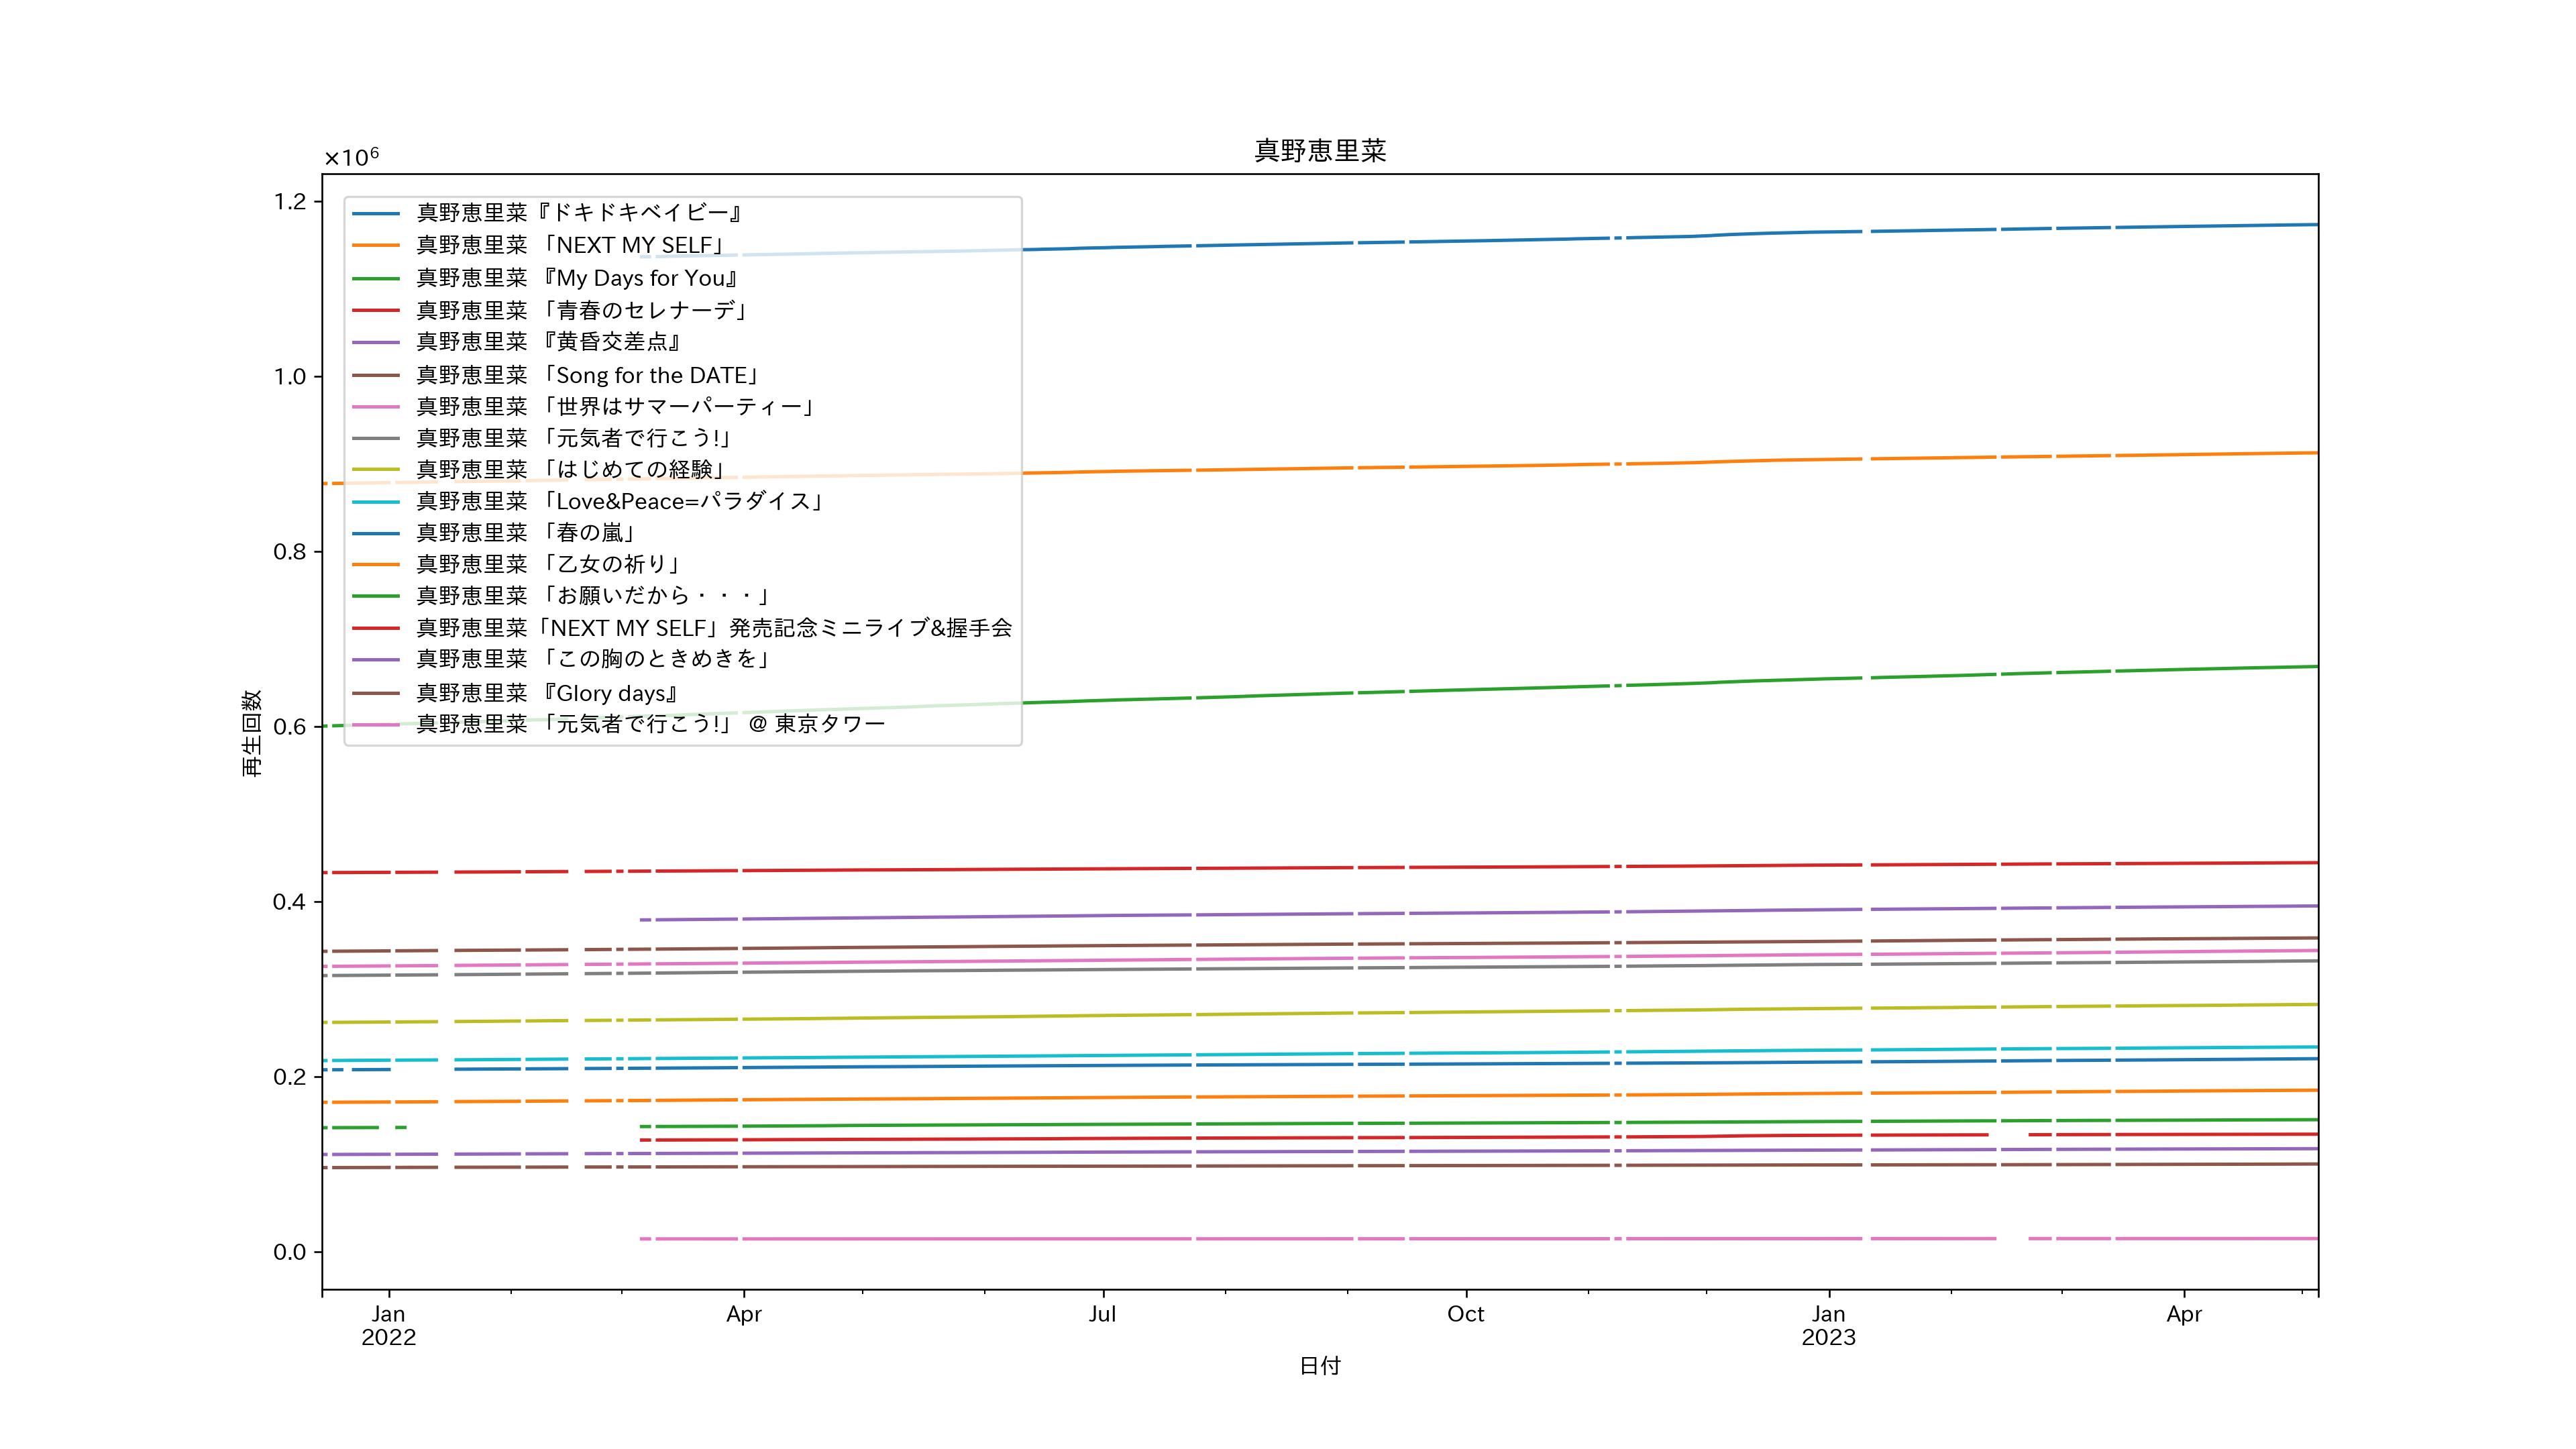 真野恵里菜
×10⁶
1.2
1.0
0.8
0.6
0.4
0.2
0.0
再生回数
真野恵里菜『ドキドキベイビー』
真野恵里菜 「NEXT MY SELF」
真野恵里菜 『My Days for You』
真野恵里菜 「青春のセレナーデ」
真野恵里菜 『黄昏交差点』
真野恵里菜 「Song for the DATE」
真野恵里菜 「世界はサマーパーティー」
真野恵里菜 「元気者で行こう!」
真野恵里菜 「はじめての経験」
真野恵里菜 「Love&Peace=パラダイス」
真野恵里菜 「春の嵐」
真野恵里菜 「乙女の祈り」
真野恵里菜 「お願いだから・・・」
真野恵里菜「NEXT MY SELF」発売記念ミニライブ&握手会
真野恵里菜 「この胸のときめきを」
真野恵里菜 『Glory days』
真野恵里菜 「元気者で行こう!」 @ 東京タワー
Jan Apr Jul Oct Jan Apr
2022 2023
日付